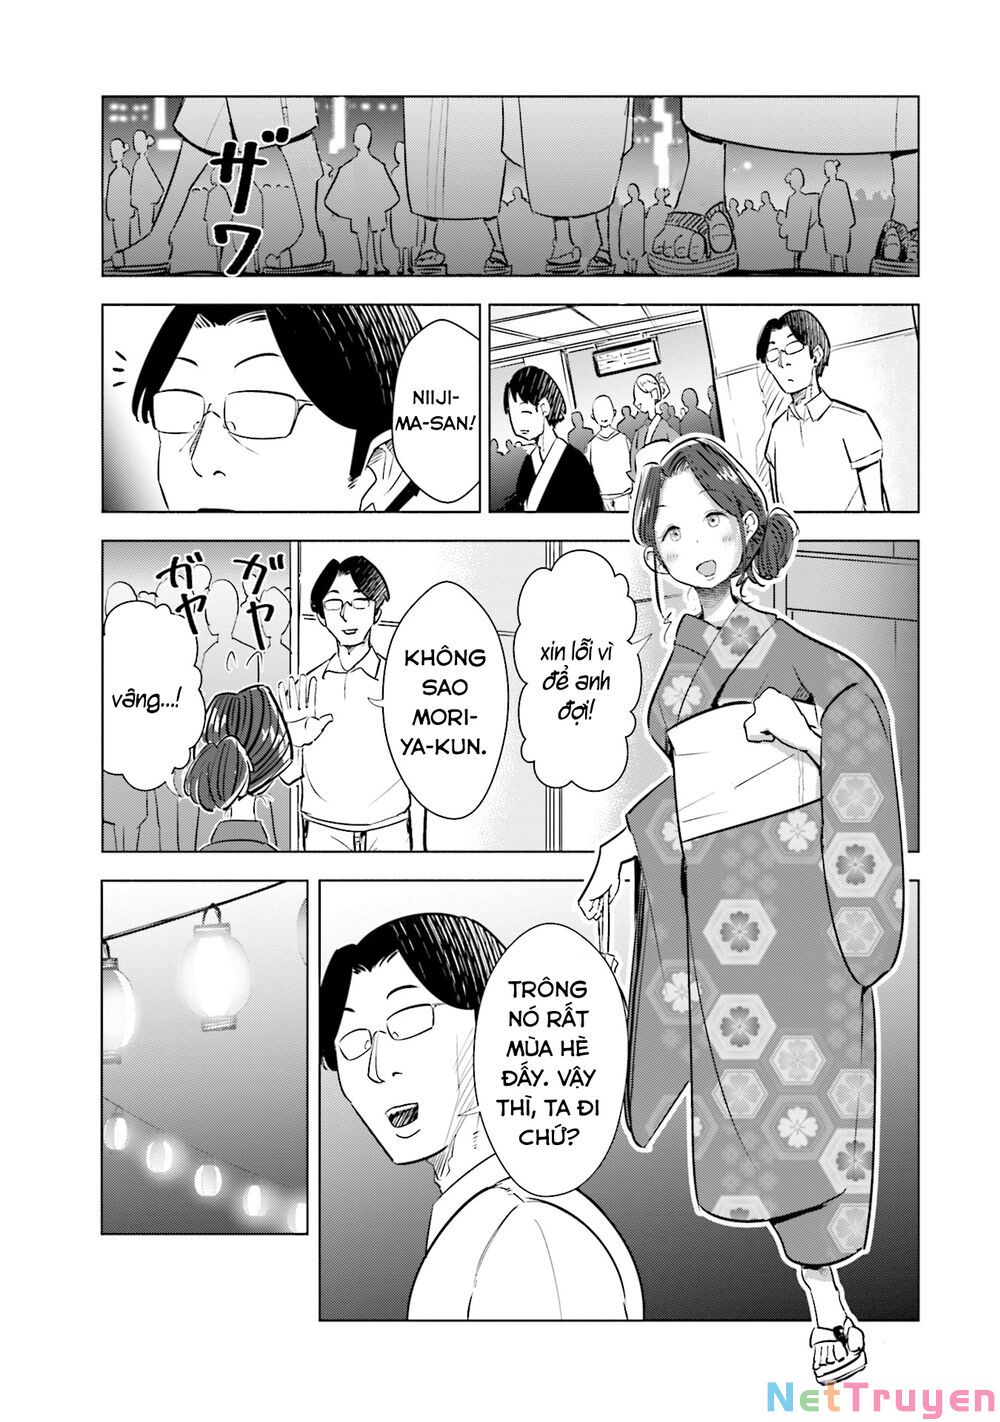 ザワ
NIIJI-
MA-SAN!
xin lỗi vì
để anh
đợi!
KHÔNG
SAO
MORI-
YA-KUN.
ガヤ
ガヤ
vâng...!
TRÔNG
NÓ RẤT
MÙA HÈ
ĐẤY. VẬY
THÌ, TA ĐI
CHỨ?
NetTruyen